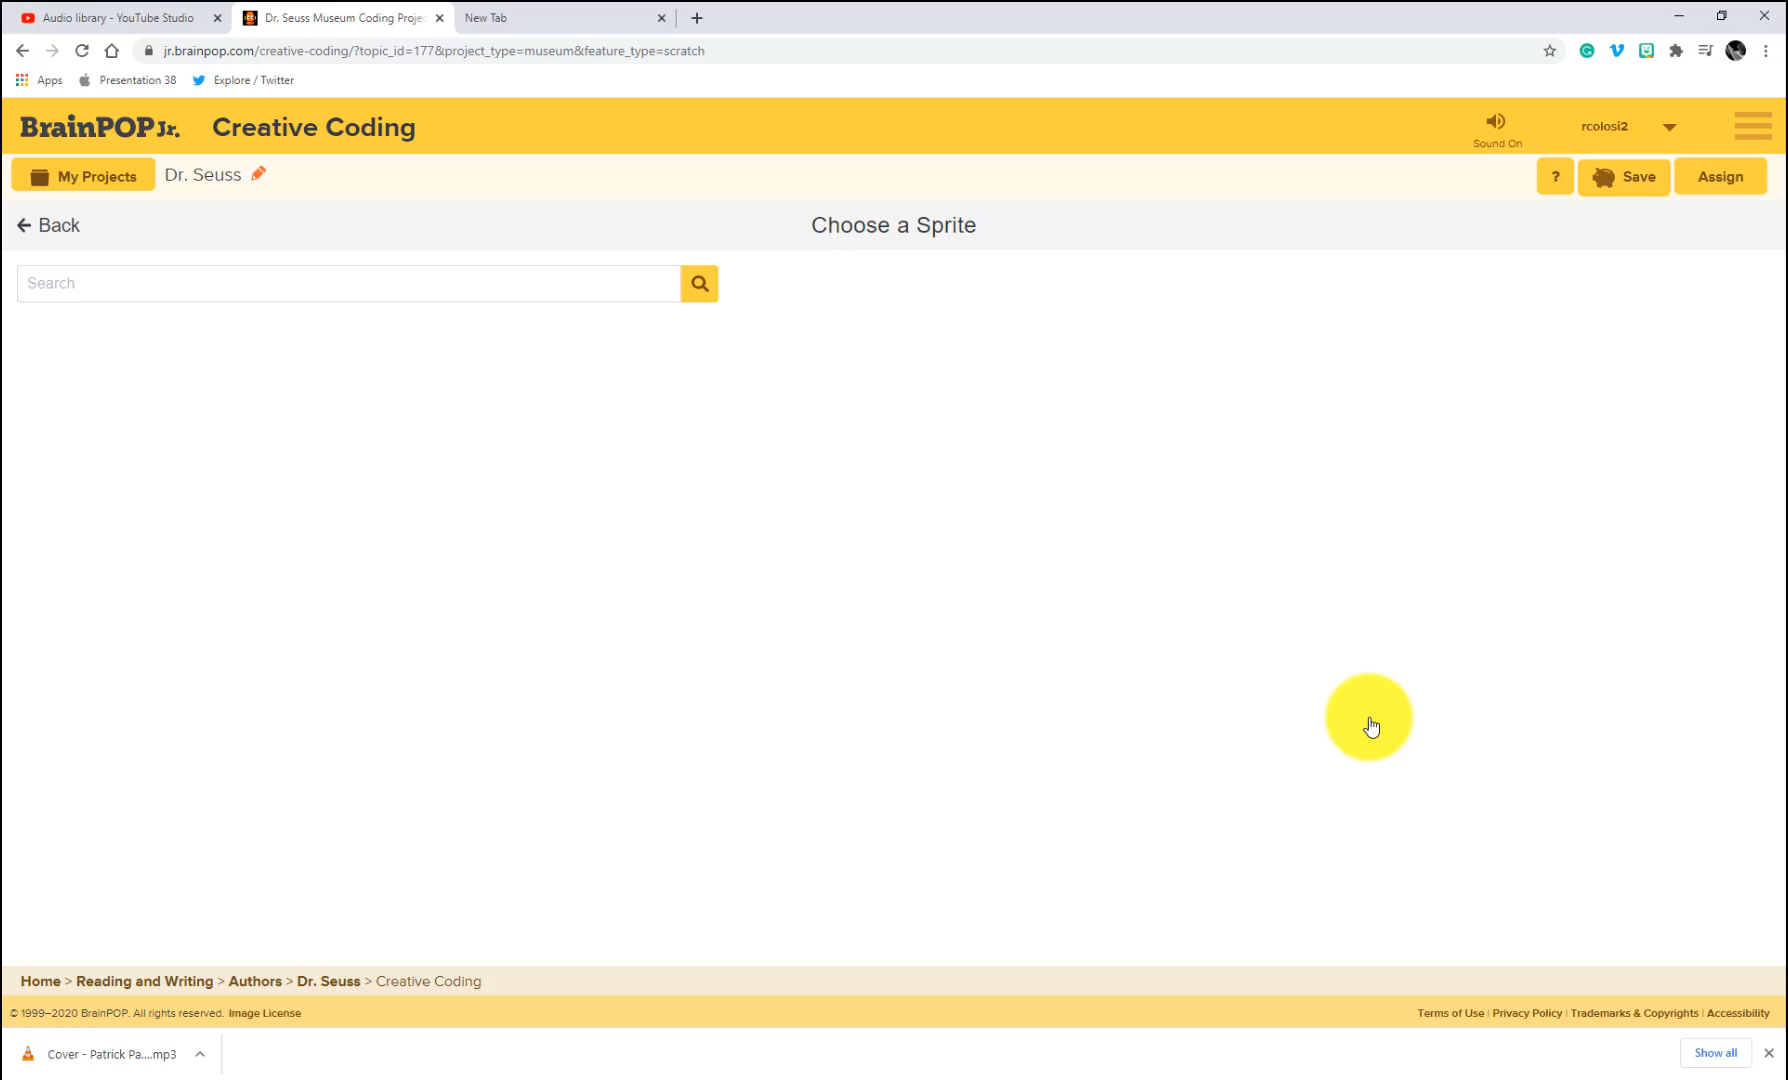 Audio library - YouTube Studio
Dr. Seuss Museum Coding Projec
New Tab
jr.brainpop.com/creative-coding/?topic_id=177&project_type=museum&feature_type=scratch
Apps
Presentation 38
Explore / Twitter
BrainPOP Jr.
Creative Coding
Sound On
rcolosi2
My Projects
Dr. Seuss
?
Save
Assign
Back
Choose a Sprite
Search
Home > Reading and Writing > Authors > Dr. Seuss > Creative Coding
© 1999–2020 BrainPOP. All rights reserved. Image License
Terms of Use | Privacy Policy | Trademarks & Copyrights | Accessibility
Cover - Patrick Pa....mp3
Show all